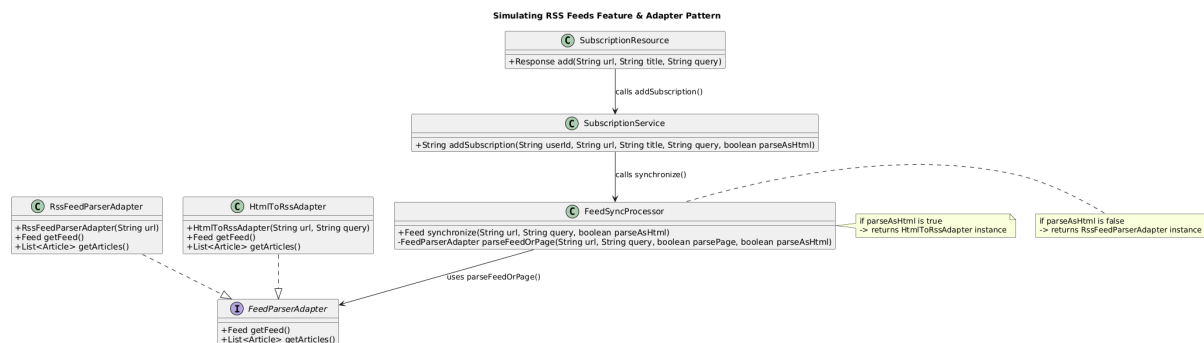 Simulating RSS Feeds Feature & Adapter Pattern
C SubscriptionResource
+Response add(String url, String title, String query)
calls addSubscription()
C SubscriptionService
+String addSubscription(String userId, String url, String title, String query, boolean parseAsHtml)
calls synchronize()
C RssFeedParserAdapter
+RssFeedParserAdapter(String url)
+Feed getFeed()
+List<Article> getArticles()
C HtmlToRssAdapter
+HtmlToRssAdapter(String url, String query)
+Feed getFeed()
+List<Article> getArticles()
C FeedSyncProcessor
+Feed synchronize(String url, String query, boolean parseAsHtml)
-FeedParserAdapter parseFeedOrPage(String url, String query, boolean parsePage, boolean parseAsHtml)
if parseAsHtml is true
-> returns HtmlToRssAdapter instance
if parseAsHtml is false
-> returns RssFeedParserAdapter instance
uses parseFeedOrPage()
I FeedParserAdapter
+Feed getFeed()
+List<Article> getArticles()